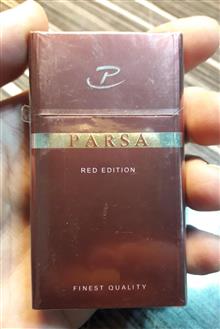 P
PARSA
RED EDITION
FINEST QUALITY